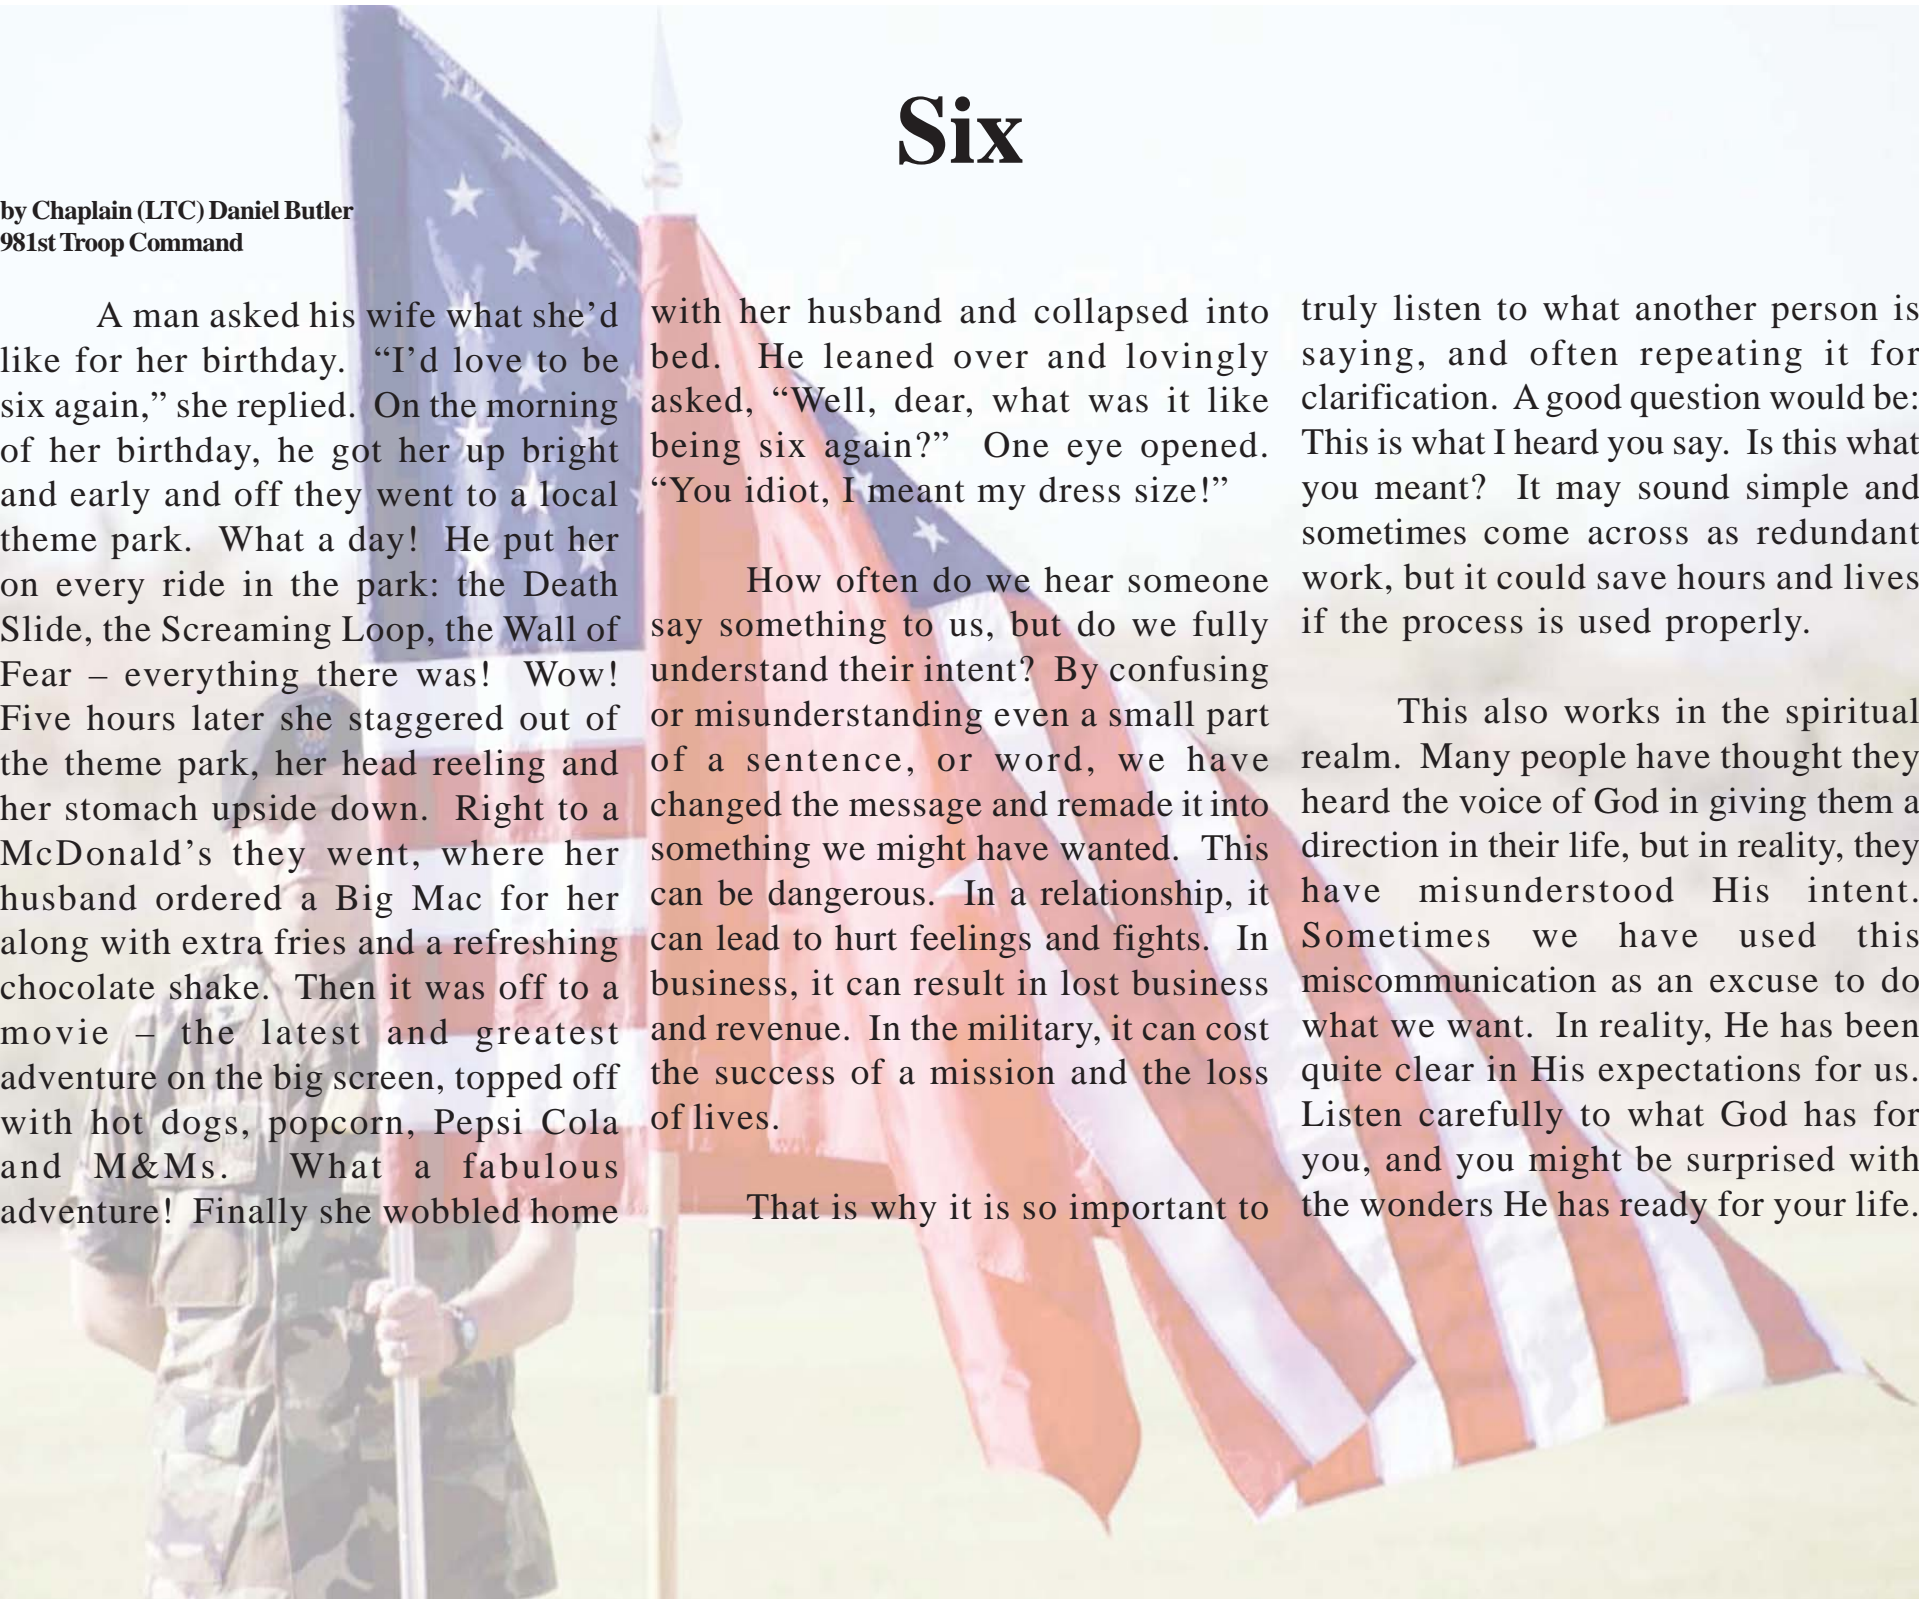 Six
by Chaplain (LTC) Daniel Butler
981st Troop Command
A man asked his wife what she’d
like for her birthday. “I’d love to be
six again,” she replied. On the morning
of her birthday, he got her up bright
and early and off they went to a local
theme park. What a day! He put her
on every ride in the park: the Death
Slide, the Screaming Loop, the Wall of
Fear – everything there was! Wow!
Five hours later she staggered out of
the theme park, her head reeling and
her stomach upside down. Right to a
McDonald’s they went, where her
husband ordered a Big Mac for her
along with extra fries and a refreshing
chocolate shake. Then it was off to a
movie – the latest and greatest
adventure on the big screen, topped off
with hot dogs, popcorn, Pepsi Cola
and M&Ms. What a fabulous
adventure! Finally she wobbled home
with her husband and collapsed into
bed. He leaned over and lovingly
asked, “Well, dear, what was it like
being six again?” One eye opened.
“You idiot, I meant my dress size!”
How often do we hear someone
say something to us, but do we fully
understand their intent? By confusing
or misunderstanding even a small part
of a sentence, or word, we have
changed the message and remade it into
something we might have wanted. This
can be dangerous. In a relationship, it
can lead to hurt feelings and fights. In
business, it can result in lost business
and revenue. In the military, it can cost
the success of a mission and the loss
of lives.
That is why it is so important to
truly listen to what another person is
saying, and often repeating it for
clarification. A good question would be:
This is what I heard you say. Is this what
you meant? It may sound simple and
sometimes come across as redundant
work, but it could save hours and lives
if the process is used properly.
This also works in the spiritual
realm. Many people have thought they
heard the voice of God in giving them a
direction in their life, but in reality, they
have misunderstood His intent.
Sometimes we have used this
miscommunication as an excuse to do
what we want. In reality, He has been
quite clear in His expectations for us.
Listen carefully to what God has for
you, and you might be surprised with
the wonders He has ready for your life.